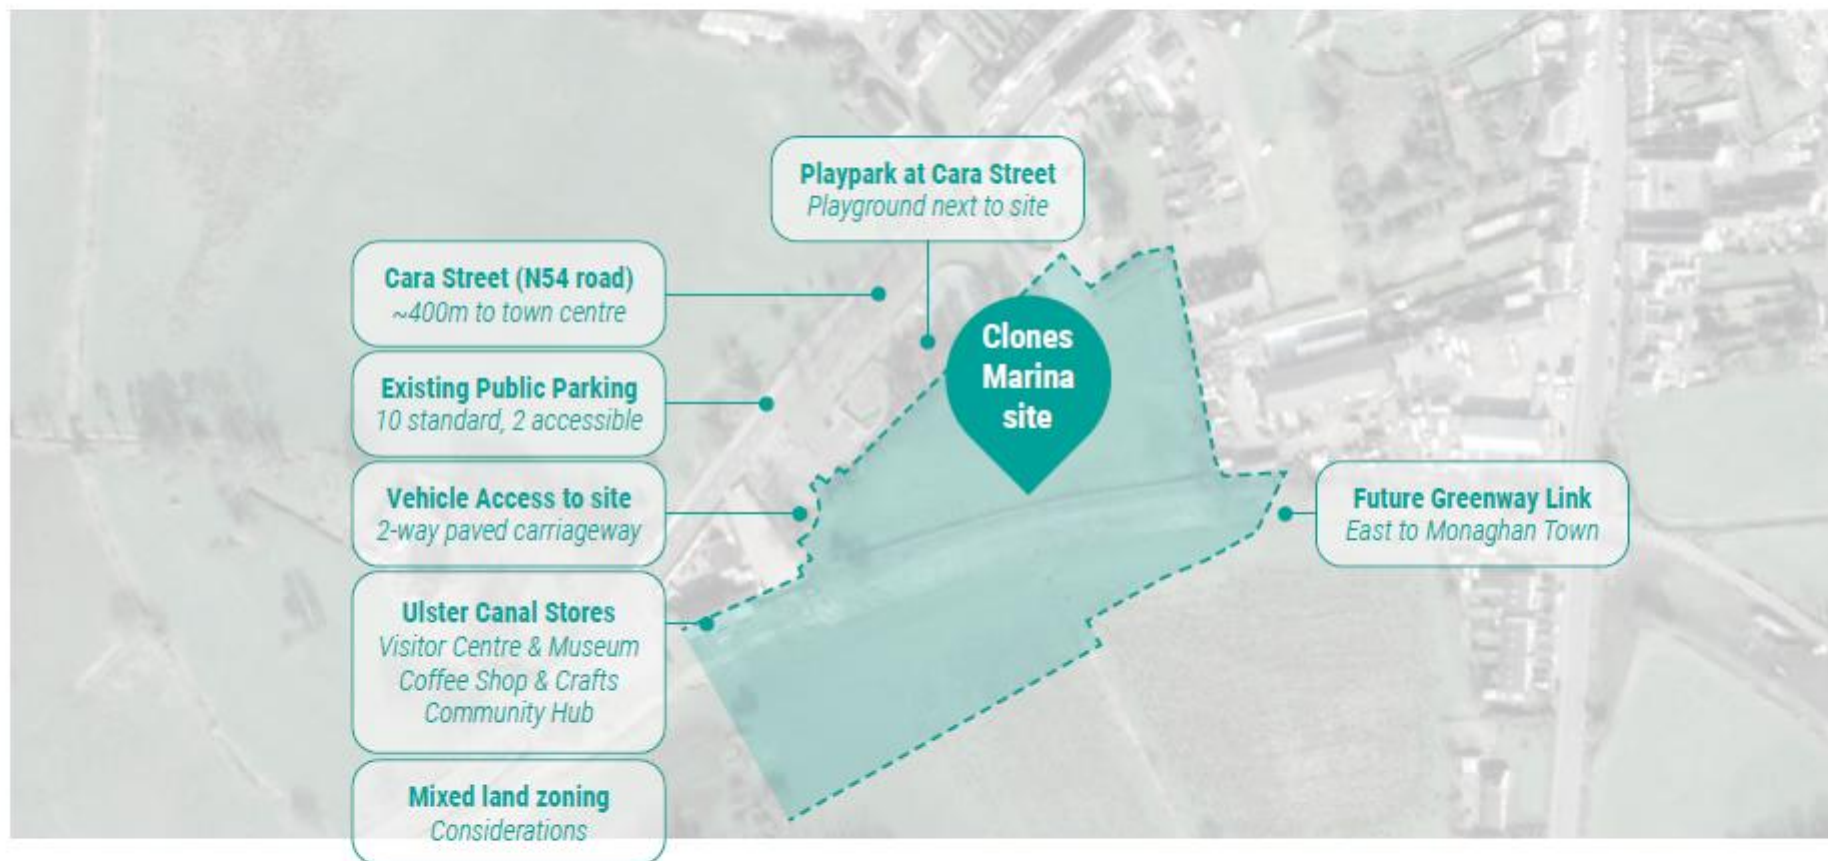 Playpark at Cara Street
Playground next to site
Cara Street (N54 road)
~400m to town centre
Existing Public Parking
10 standard, 2 accessible
Vehicle Access to site
2-way paved carriageway
Ulster Canal Stores
Visitor Centre & Museum
Coffee Shop & Crafts
Community Hub
Mixed land zoning
Considerations
Clones
Marina
site
Future Greenway Link
East to Monaghan Town